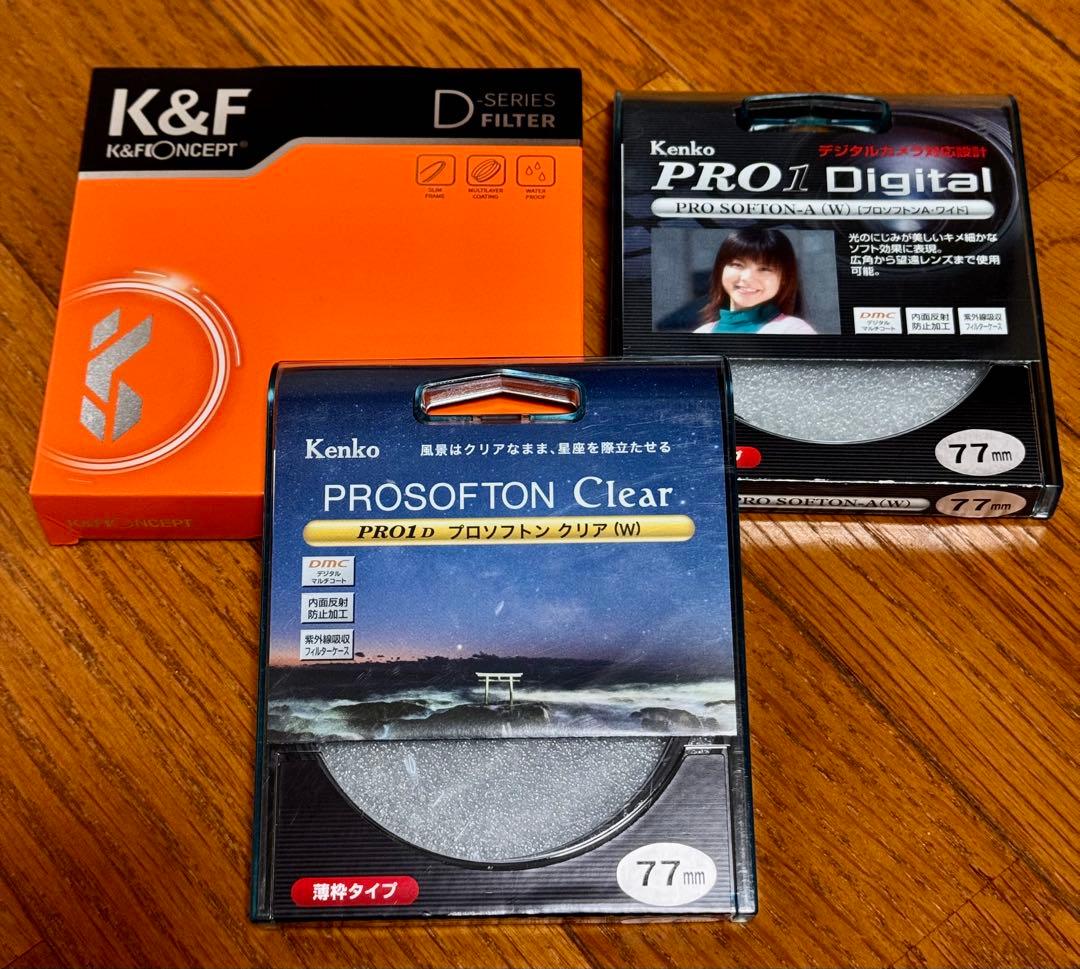 K&F
K&F CONCEPT®
D-SERIES
FILTER
SLIM
FRAME
MULTILAYER
COATING
WATER
PROOF
K&F CONCEPT
Kenko
デジタルカメラ対応設計
PRO1 Digital
PRO SOFTON-A (W) [プロソフトンA・ワイド]
光のにじみが美しいキメ細かな
ソフト効果に表現。
広角から望遠レンズまで使用
可能。
DMC
デジタル
マルチコート
内面反射
防止加工
紫外線吸収
フィルターケース
77mm
PRO SOFTON-A(W)
77mm
Kenko
風景はクリアなまま、星座を際立たせる
PROSOFTON Clear
PRO1D プロソフトン クリア(W)
DMC
デジタル
マルチコート
内面反射
防止加工
紫外線吸収
フィルターケース
薄枠タイプ
77mm